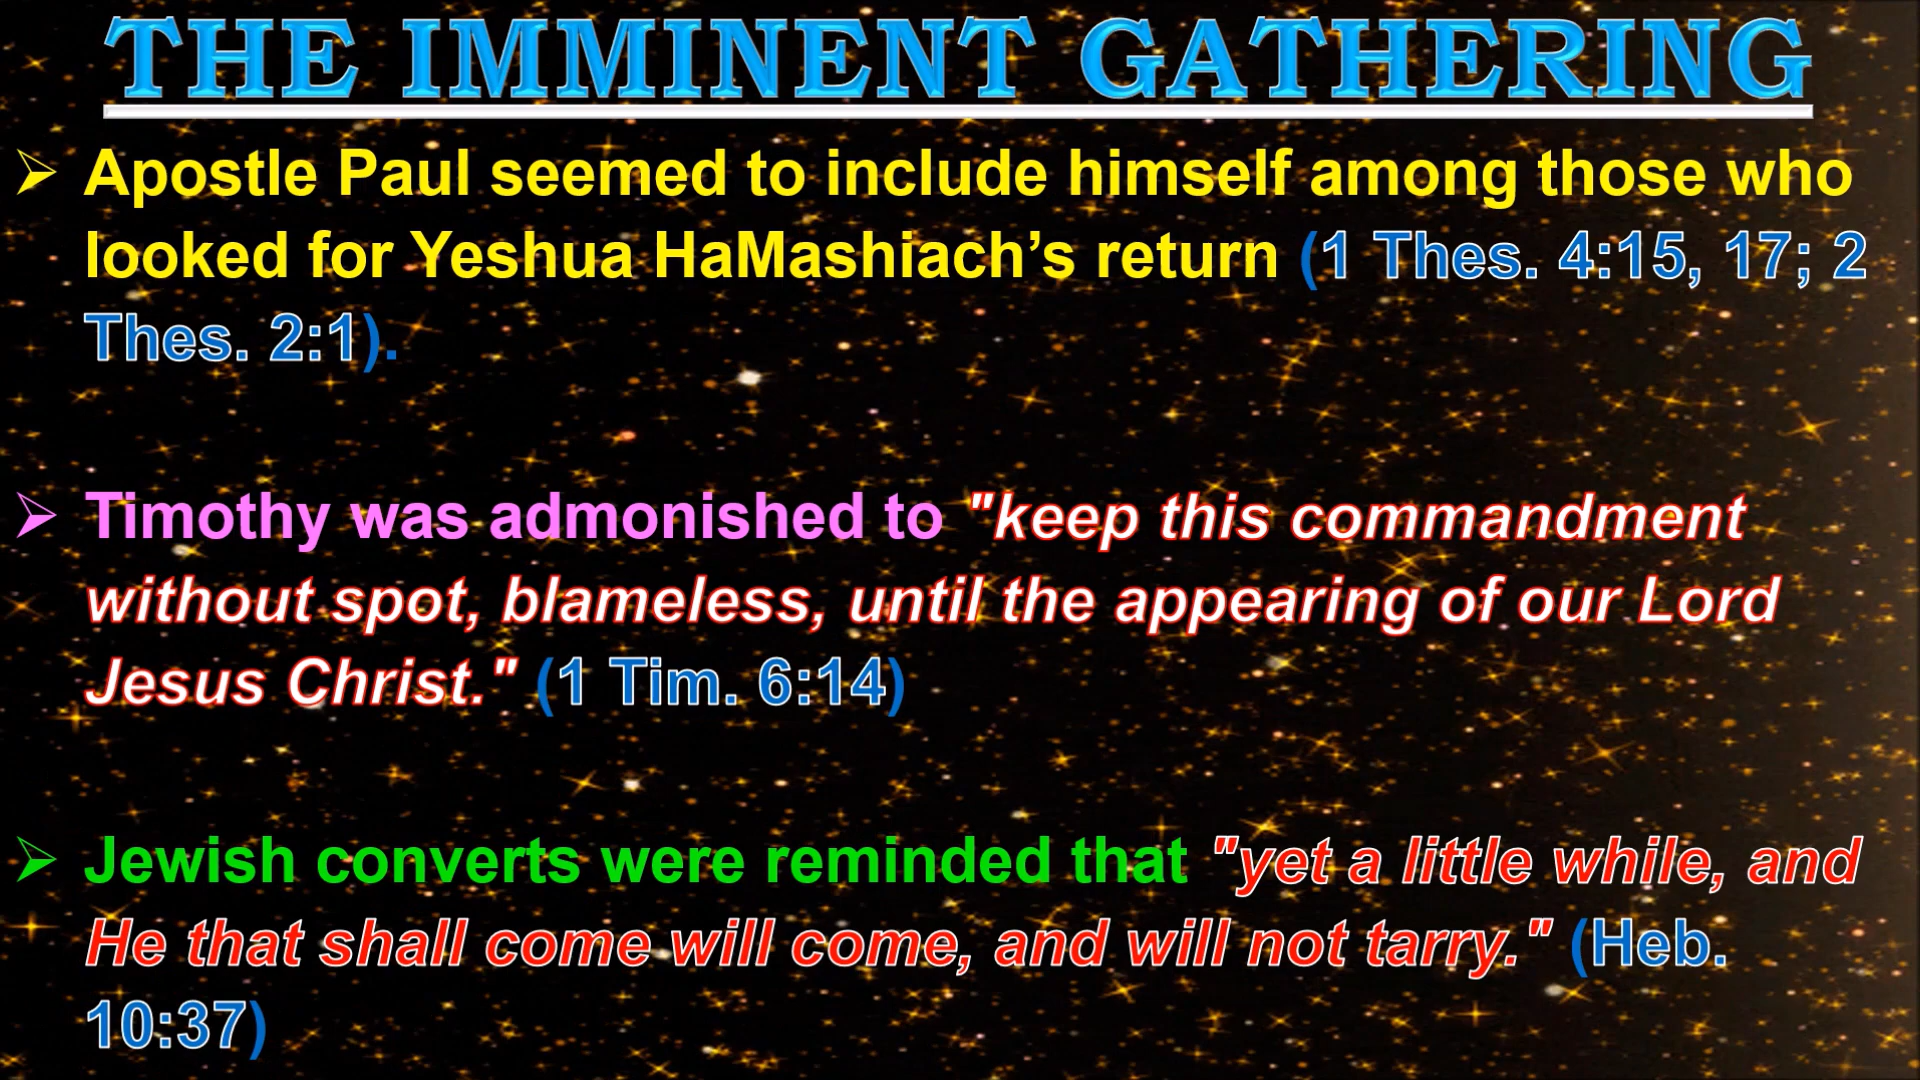 THE IMMINENT GATHERING
➢ Apostle Paul seemed to include himself among those who
looked for Yeshua HaMashiach’s return (1 Thes. 4:15, 17; 2
Thes. 2:1).
➢ Timothy was admonished to "keep this commandment
without spot, blameless, until the appearing of our Lord
Jesus Christ." (1 Tim. 6:14)
➢ Jewish converts were reminded that "yet a little while, and
He that shall come will come, and will not tarry." (Heb.
10:37)